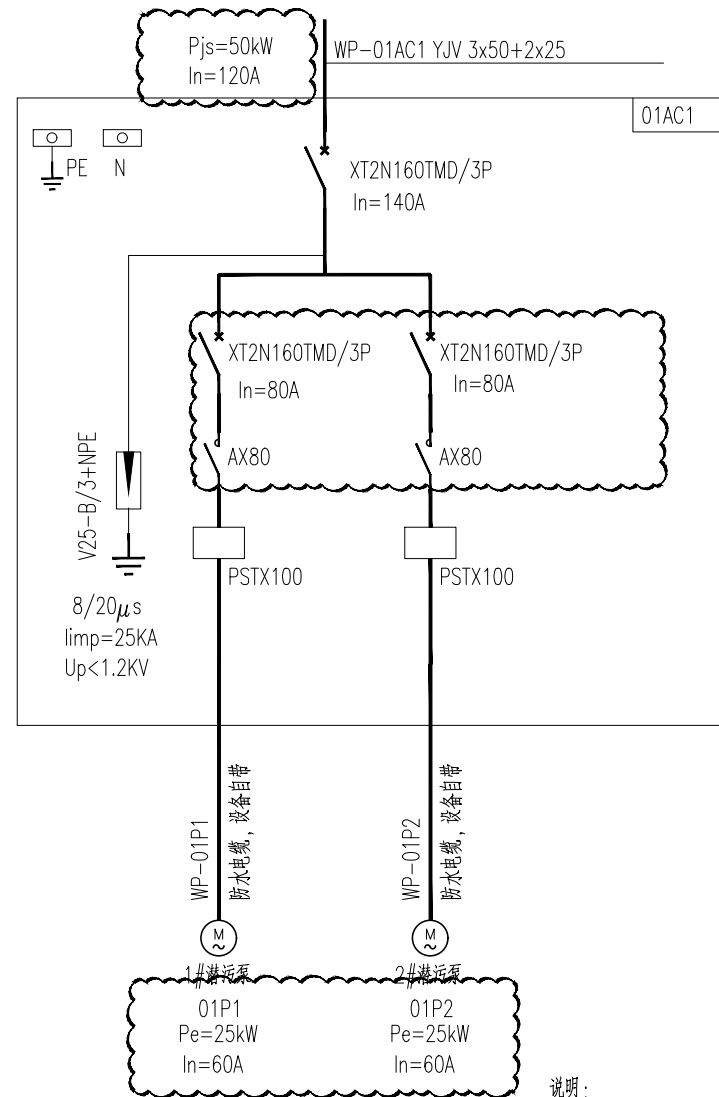 Pjs=50kW
In=120A
WP-01AC1 YJV 3x50+2x25
01AC1
PE
N
XT2N160TMD/3P
In=140A
XT2N160TMD/3P
In=80A
XT2N160TMD/3P
In=80A
AX80
AX80
V25-B/3+NPE
PSTX100
PSTX100
8/20μs
Iimp=25KA
Up<1.2KV
WP-01P1
防水电缆，设备自带
WP-01P2
防水电缆，设备自带
M
~
M
~
1#潜污泵
2#潜污泵
01P1
Pe=25kW
In=60A
01P2
Pe=25kW
In=60A
说明：